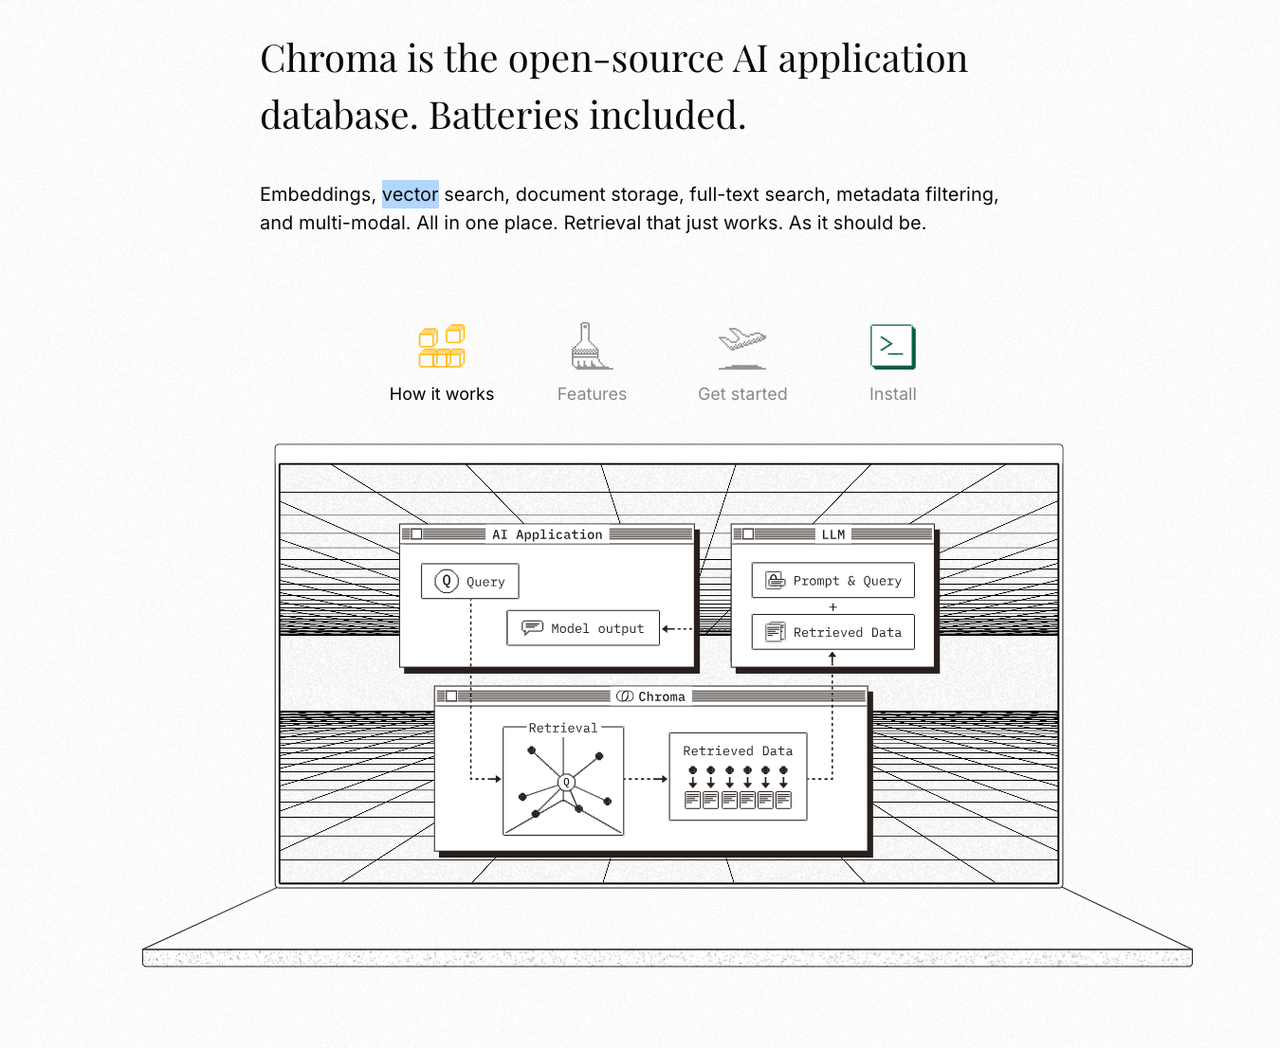 Chroma is the open-source AI application
database. Batteries included.
Embeddings, vector search, document storage, full-text search, metadata filtering,
and multi-modal. All in one place. Retrieval that just works. As it should be.
How it works
Features
Get started
Install
AI Application
Q Query
Model output
LLM
Prompt & Query
+
Retrieved Data
Chroma
Retrieval
Q
Retrieved Data